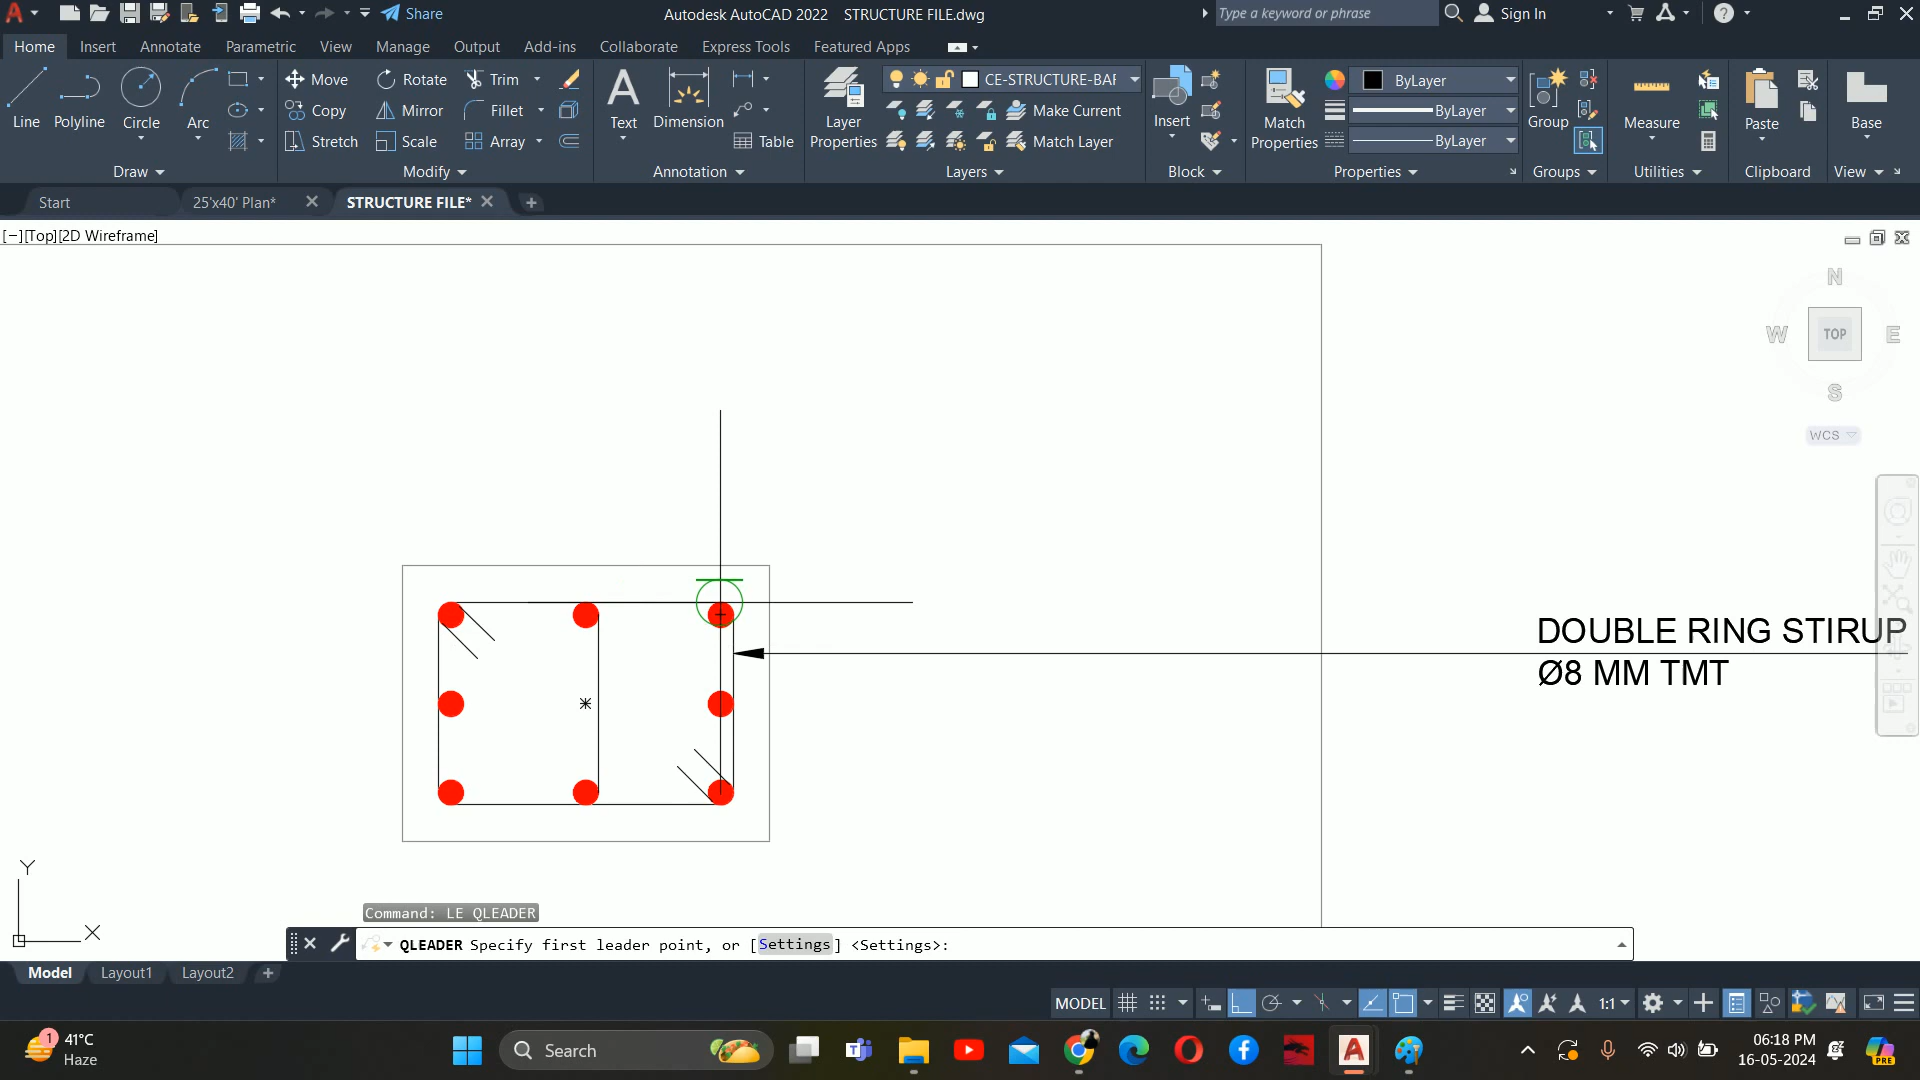 Share
Autodesk AutoCAD 2022 STRUCTURE FILE.dwg
Type a keyword or phrase
Sign In
Home Insert Annotate Parametric View Manage Output Add-ins Collaborate Express Tools Featured Apps
Line Polyline Circle Arc
Move Rotate Trim
Copy Mirror Fillet
Stretch Scale Array
Text Dimension Table
Layer Properties
CE-STRUCTURE-BAR
Make Current
Match Layer
Insert
Match Properties
ByLayer
ByLayer
ByLayer
Group Measure Paste Base
Draw Modify Annotation Layers Block Properties Groups Utilities Clipboard View
Start 25'x40' Plan* STRUCTURE FILE*
[−][Top][2D Wireframe]
N
W TOP E
S
WCS
DOUBLE RING STIRUP
Ø8 MM TMT
Y
X
Command: LE QLEADER
QLEADER Specify first leader point, or [Settings] <Settings>:
Model Layout1 Layout2
MODEL 1:1
1
41°C
Haze
Search
06:18 PM
16-05-2024
PRE